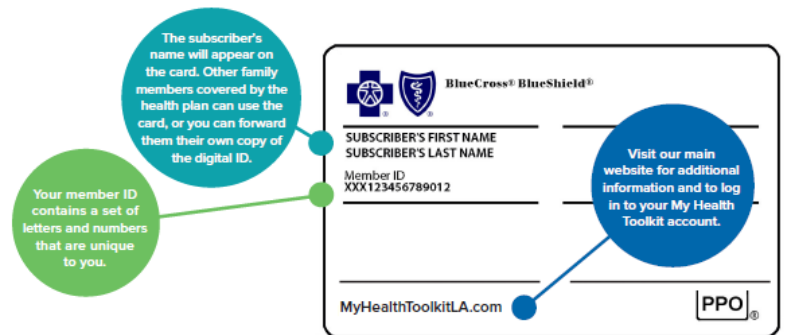 The subscriber's
name will appear on
the card. Other family
members covered by the
health plan can use the
card, or you can forward
them their own copy of
the digital ID.
Your member ID
contains a set of
letters and numbers
that are unique
to you.
BlueCross® BlueShield®
SUBSCRIBER'S FIRST NAME
SUBSCRIBER'S LAST NAME
Member ID
XXX123456789012
Visit our main
website for additional
information and to log
in to your My Health
Toolkit account.
MyHealthToolkitLA.com
PPO®